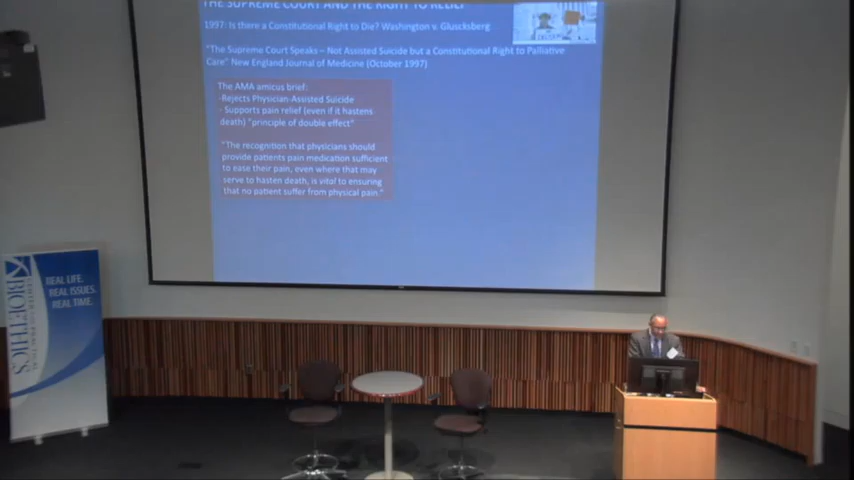 THE SUPREME COURT AND THE RIGHT TO RELIEF
1997: Is there a Constitutional Right to Die? Washington v. Gluscksberg
"The Supreme Court Speaks – Not Assisted Suicide but a Constitutional Right to Palliative
Care" New England Journal of Medicine (October 1997)
The AMA amicus brief:
-Rejects Physician-Assisted Suicide
- Supports pain relief (even if it hastens
death) "principle of double effect"
"The recognition that physicians should
provide patients pain medication sufficient
to ease their pain, even where that may
serve to hasten death, is vital to ensuring
that no patient suffer from physical pain."
REAL LIFE.
REAL ISSUES.
REAL TIME.
CENTER FOR PRACTICAL
BIOETHICS